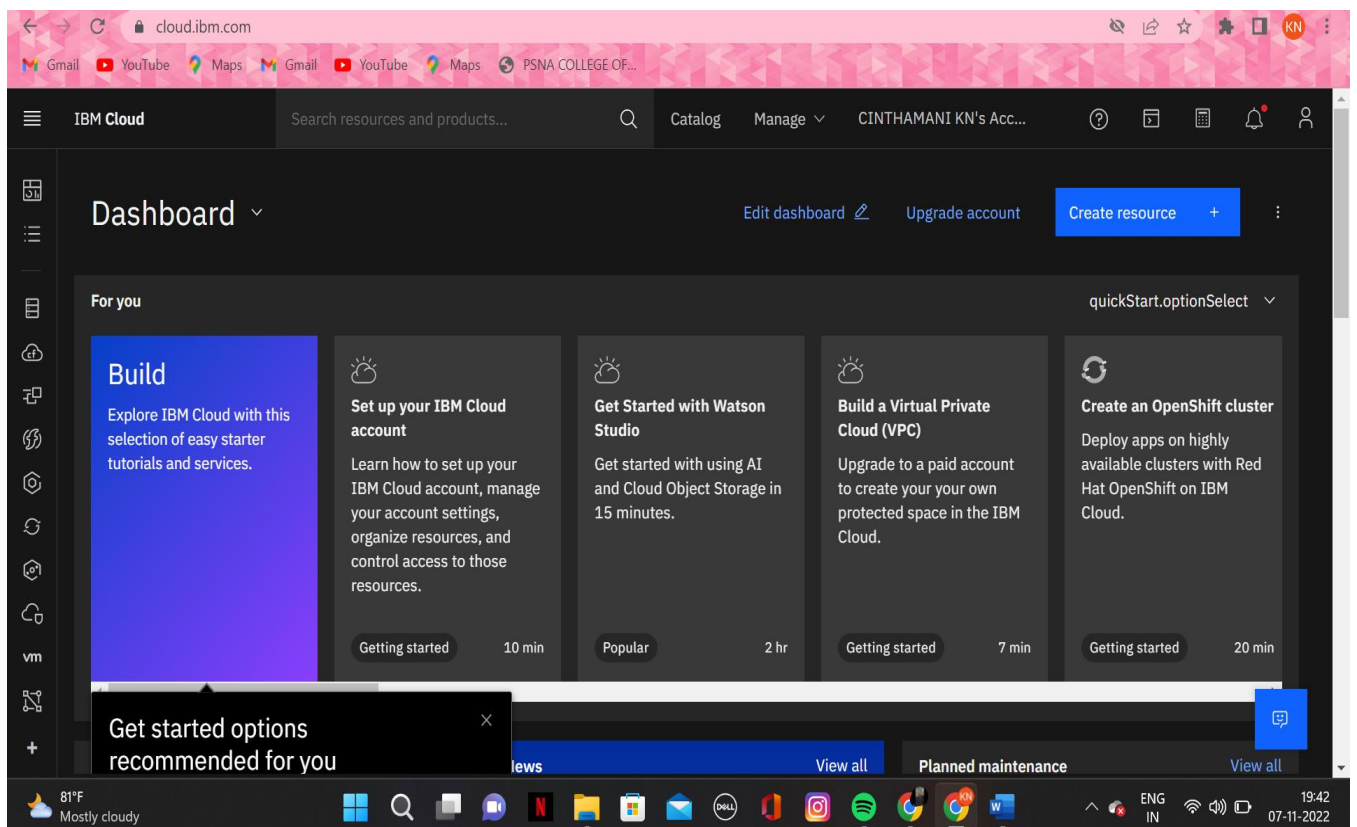 cloud.ibm.com
KN
Gmail YouTube Maps Gmail YouTube Maps PSNA COLLEGE OF...
IBM Cloud Search resources and products... Catalog Manage CINTHAMANI KN's Acc...
Dashboard Edit dashboard Upgrade account Create resource +
For you quickStart.optionSelect
Build
Explore IBM Cloud with this
selection of easy starter
tutorials and services.
Set up your IBM Cloud
account
Learn how to set up your
IBM Cloud account, manage
your account settings,
organize resources, and
control access to those
resources.
Getting started 10 min
Get Started with Watson
Studio
Get started with using AI
and Cloud Object Storage in
15 minutes.
Popular 2 hr
Build a Virtual Private
Cloud (VPC)
Upgrade to a paid account
to create your your own
protected space in the IBM
Cloud.
Getting started 7 min
Create an OpenShift cluster
Deploy apps on highly
available clusters with Red
Hat OpenShift on IBM
Cloud.
Getting started 20 min
cf
vm
Get started options
recommended for you
lews View all
Planned maintenance View all
81°F
Mostly cloudy
N
DELL
KN
W
ENG
IN
19:42
07-11-2022